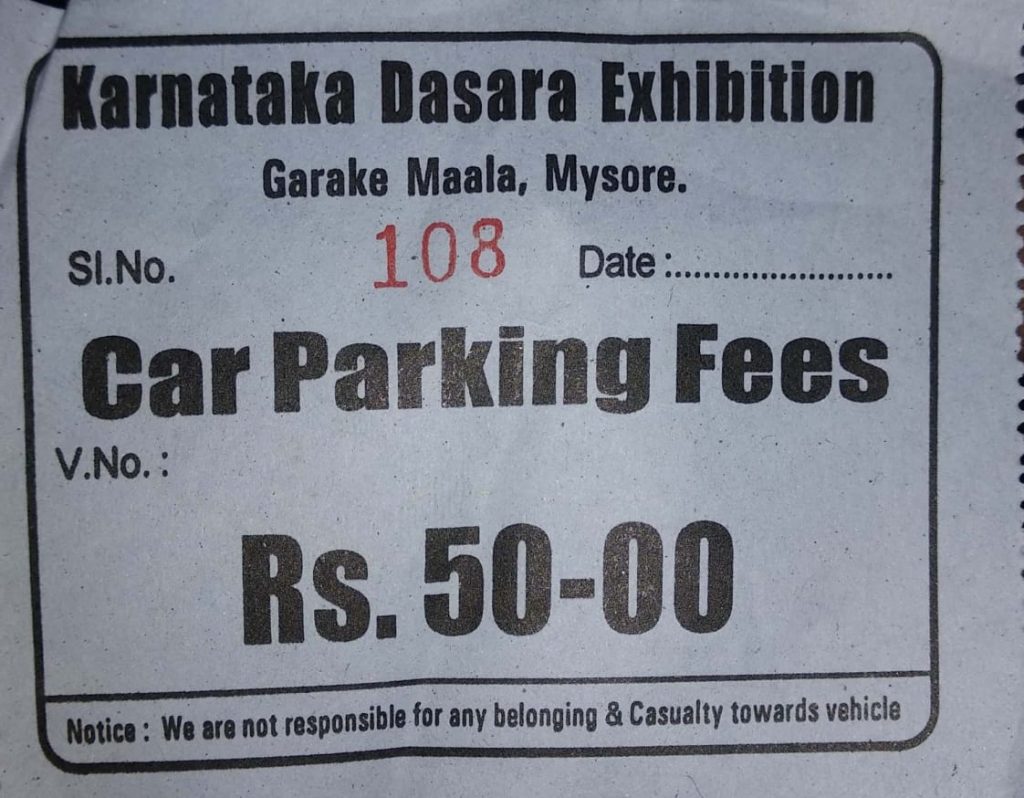 Karnataka Dasara Exhibition
Garake Maala, Mysore.
Sl.No. 108 Date :.......................
Car Parking Fees
V.No. :
Rs. 50-00
Notice : We are not responsible for any belonging & Casualty towards vehicle